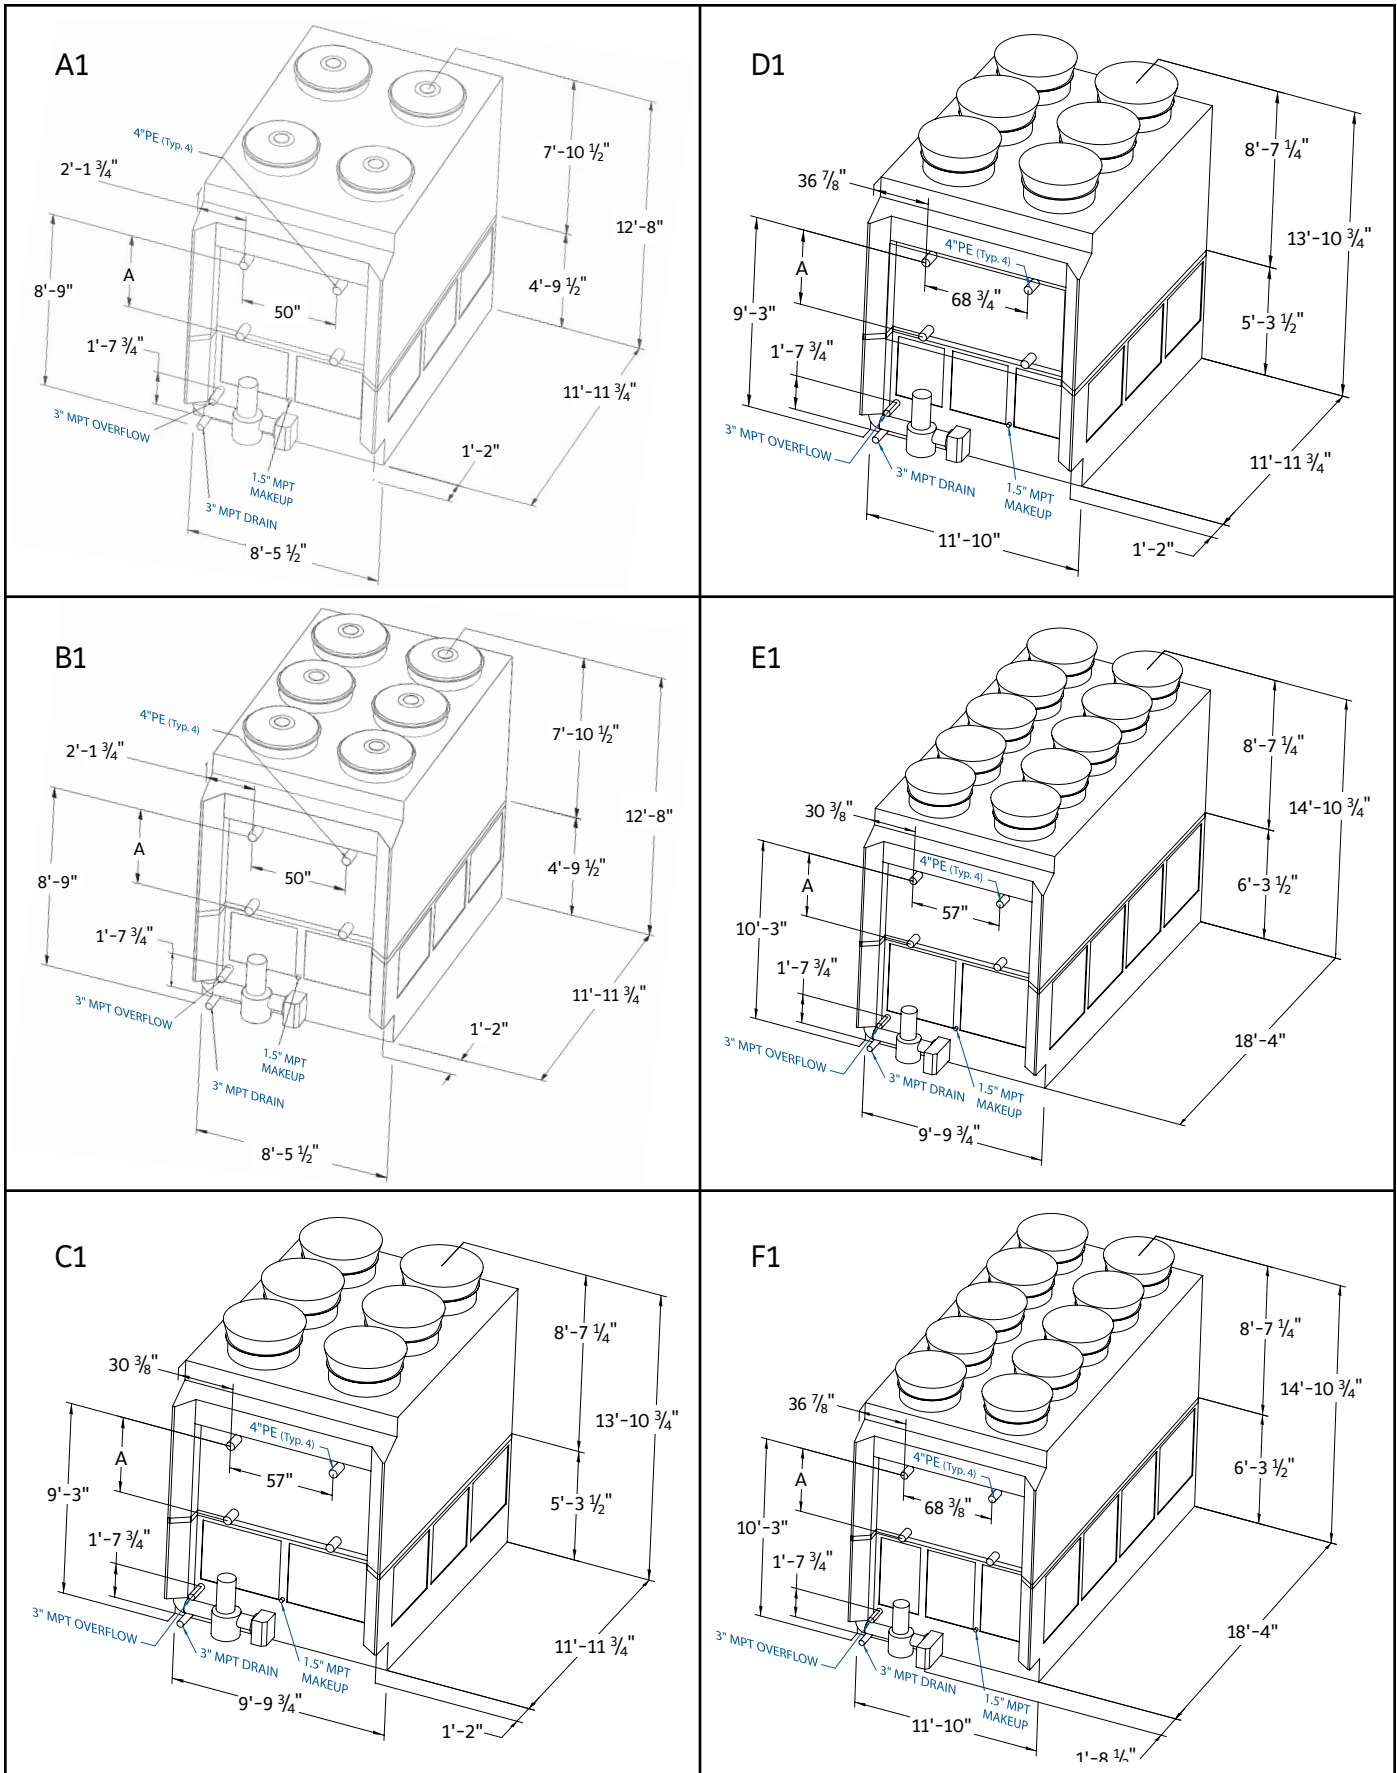 A1
4"PE (Typ. 4)
2'-1 ¾"
7'-10 ½"
12'-8"
A
8'-9"
50"
4'-9 ½"
1'-7 ¾"
11'-11 ¾"
3" MPT OVERFLOW
1'-2"
1.5" MPT
MAKEUP
3" MPT DRAIN
8'-5 ½"
D1
8'-7 ¼"
36 ⅞"
13'-10 ¾"
4"PE (Typ. 4)
A
68 ¾"
9'-3"
5'-3 ½"
1'-7 ¾"
3" MPT OVERFLOW
11'-11 ¾"
3" MPT DRAIN
1.5" MPT
MAKEUP
11'-10"
1'-2"
B1
4"PE (Typ. 4)
2'-1 ¾"
7'-10 ½"
12'-8"
A
8'-9"
50"
4'-9 ½"
1'-7 ¾"
11'-11 ¾"
3" MPT OVERFLOW
1'-2"
1.5" MPT
MAKEUP
3" MPT DRAIN
8'-5 ½"
E1
8'-7 ¼"
14'-10 ¾"
30 ⅜"
4"PE (Typ. 4)
A
57"
6'-3 ½"
10'-3"
1'-7 ¾"
3" MPT OVERFLOW
18'-4"
3" MPT DRAIN
1.5" MPT
MAKEUP
9'-9 ¾"
C1
8'-7 ¼"
30 ⅜"
13'-10 ¾"
4"PE (Typ. 4)
A
57"
9'-3"
5'-3 ½"
1'-7 ¾"
3" MPT OVERFLOW
11'-11 ¾"
3" MPT DRAIN
1.5" MPT
MAKEUP
9'-9 ¾"
1'-2"
F1
8'-7 ¼"
14'-10 ¾"
36 ⅞"
4"PE (Typ. 4)
A
68 ⅜"
6'-3 ½"
10'-3"
1'-7 ¾"
3" MPT OVERFLOW
18'-4"
3" MPT DRAIN
1.5" MPT
MAKEUP
11'-10"
1'-8 ½"